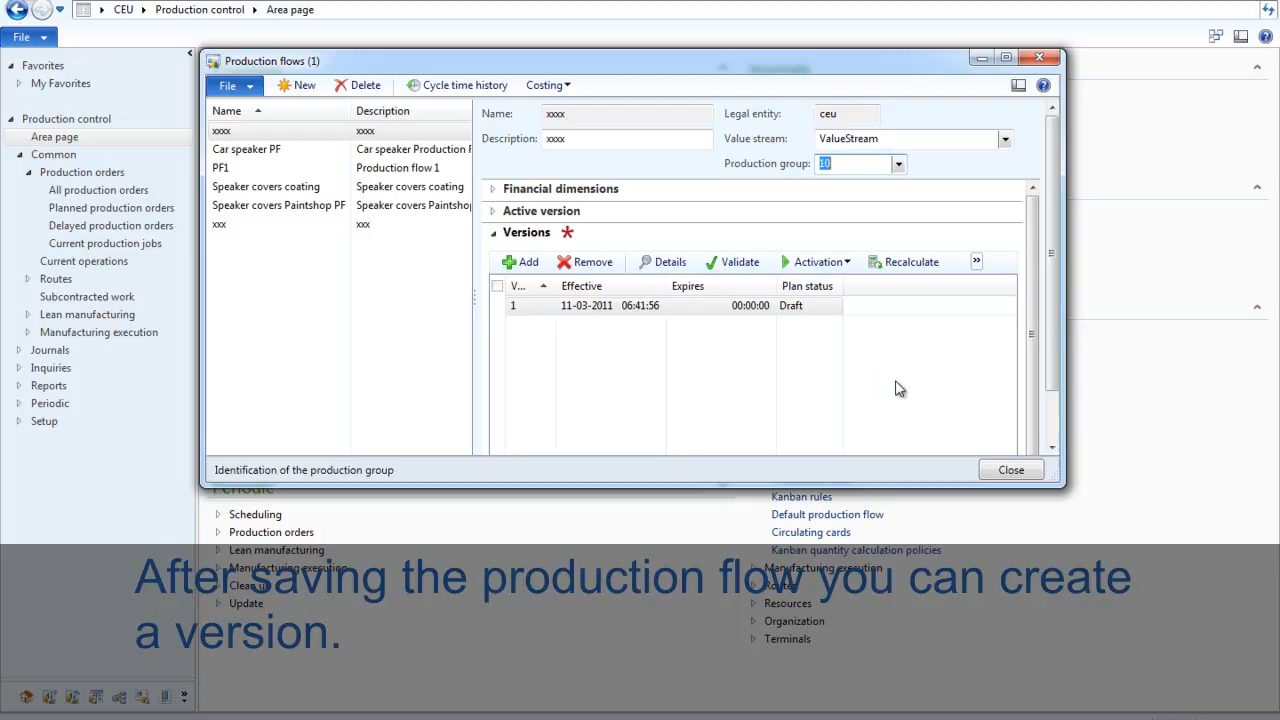 CEU
Production control
Area page
File
Favorites
My Favorites
Production control
Area page
Common
Production orders
All production orders
Planned production orders
Delayed production orders
Current production jobs
Current operations
Routes
Subcontracted work
Lean manufacturing
Manufacturing execution
Journals
Inquiries
Reports
Periodic
Setup
Production flows (1)
File
New
Delete
Cycle time history
Costing
Name
Description
xxxx
xxxx
Car speaker PF
Car speaker Production
PF1
Production flow 1
Speaker covers coating
Speaker covers coating
Speaker covers Paintshop PF
Speaker covers Paintshop
xxx
xxx
Name:
xxxx
Legal entity:
ceu
Description:
xxxx
Value stream:
ValueStream
Production group:
10
Financial dimensions
Active version
Versions *
Add
Remove
Details
Validate
Activation
Recalculate
»
V...
Effective
Expires
Plan status
1
11-03-2011 06:41:56
00:00:00
Draft
Identification of the production group
Close
Periodic
Scheduling
Production orders
Lean manufacturing
Manufacturing execution
Clean up
Update
Kanban rules
Default production flow
Circulating cards
Kanban quantity calculation policies
Manufacturing execution
Routes
Resources
Organization
Terminals
After saving the production flow you can create
a version.